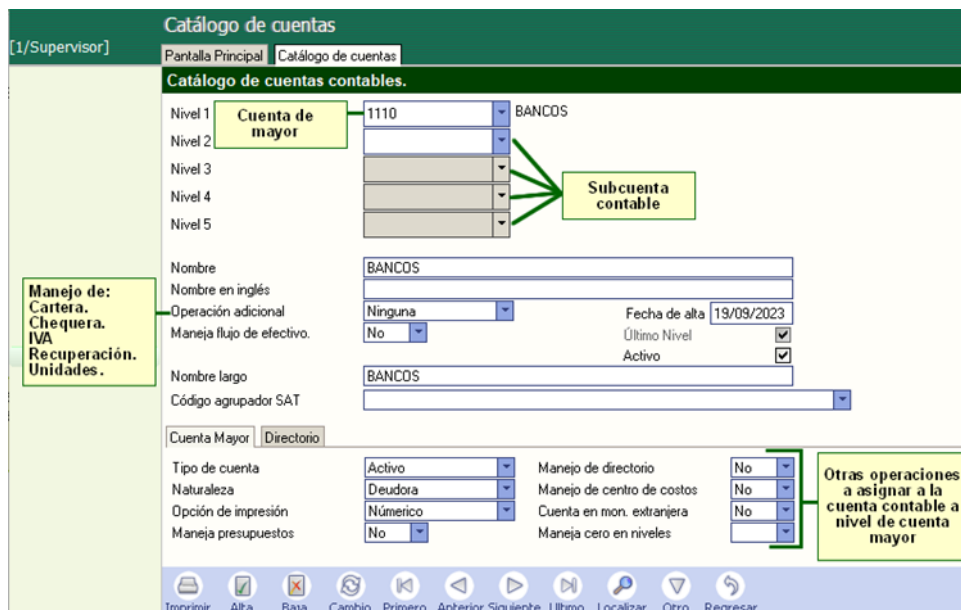 Catálogo de cuentas
[1/Supervisor]
Pantalla Principal Catálogo de cuentas
Catálogo de cuentas contables.
Nivel 1 1110 BANCOS
Cuenta de
mayor
Nivel 2
Nivel 3
Nivel 4
Nivel 5
Subcuenta
contable
Nombre BANCOS
Nombre en inglés
Operación adicional Ninguna Fecha de alta 19/09/2023
Maneja flujo de efectivo. No Último Nivel
Activo
Manejo de:
Cartera.
Chequera.
IVA
Recuperación.
Unidades.
Nombre largo BANCOS
Código agrupador SAT
Cuenta Mayor Directorio
Tipo de cuenta Activo Manejo de directorio No
Naturaleza Deudora Manejo de centro de costos No
Opción de impresión Númerico Cuenta en mon. extranjera No
Maneja presupuestos No Maneja cero en niveles
Otras operaciones
a asignar a la
cuenta contable a
nivel de cuenta
mayor
Imprimir Alta Baja Cambio Primero Anterior Siguiente Ultimo Localizar Otro Regresar